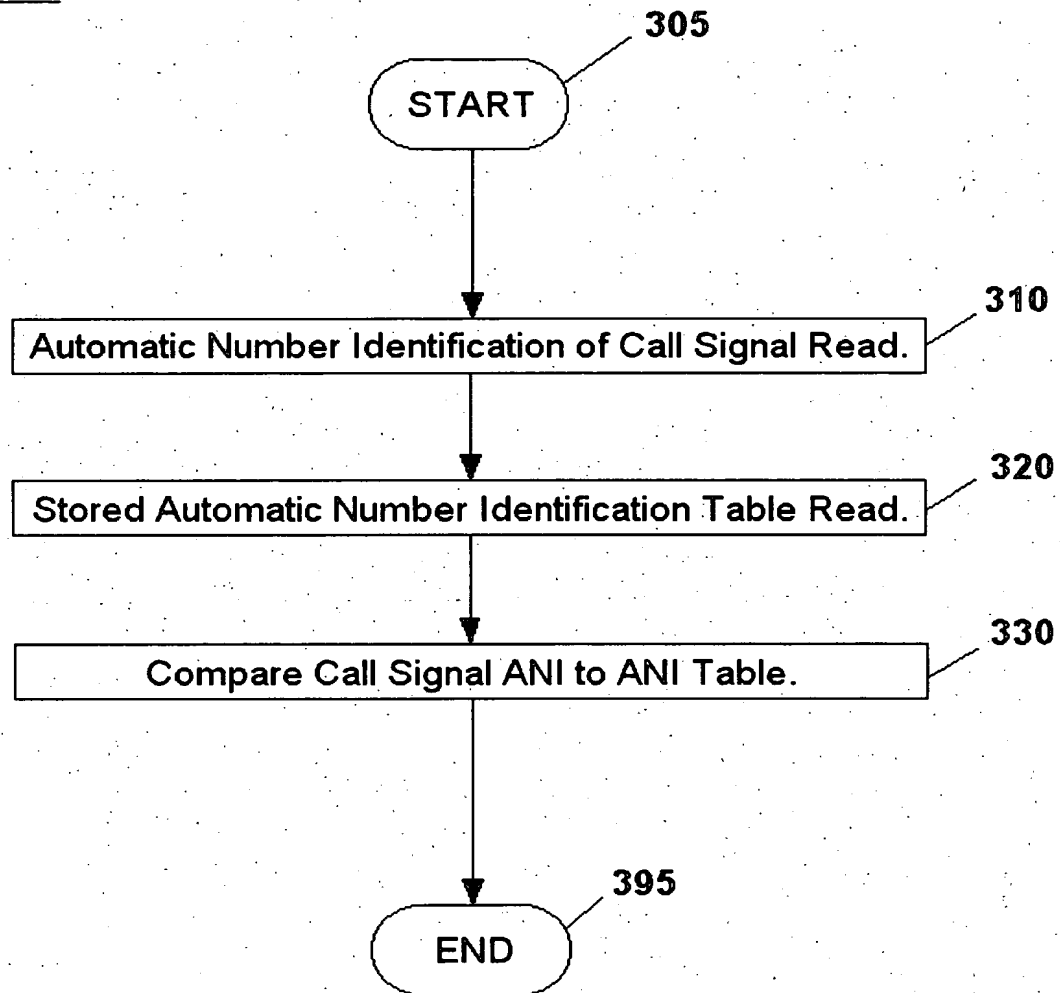 305
START
310
Automatic Number Identification of Call Signal Read.
320
Stored Automatic Number Identification Table Read.
330
Compare Call Signal ANI to ANI Table.
395
END